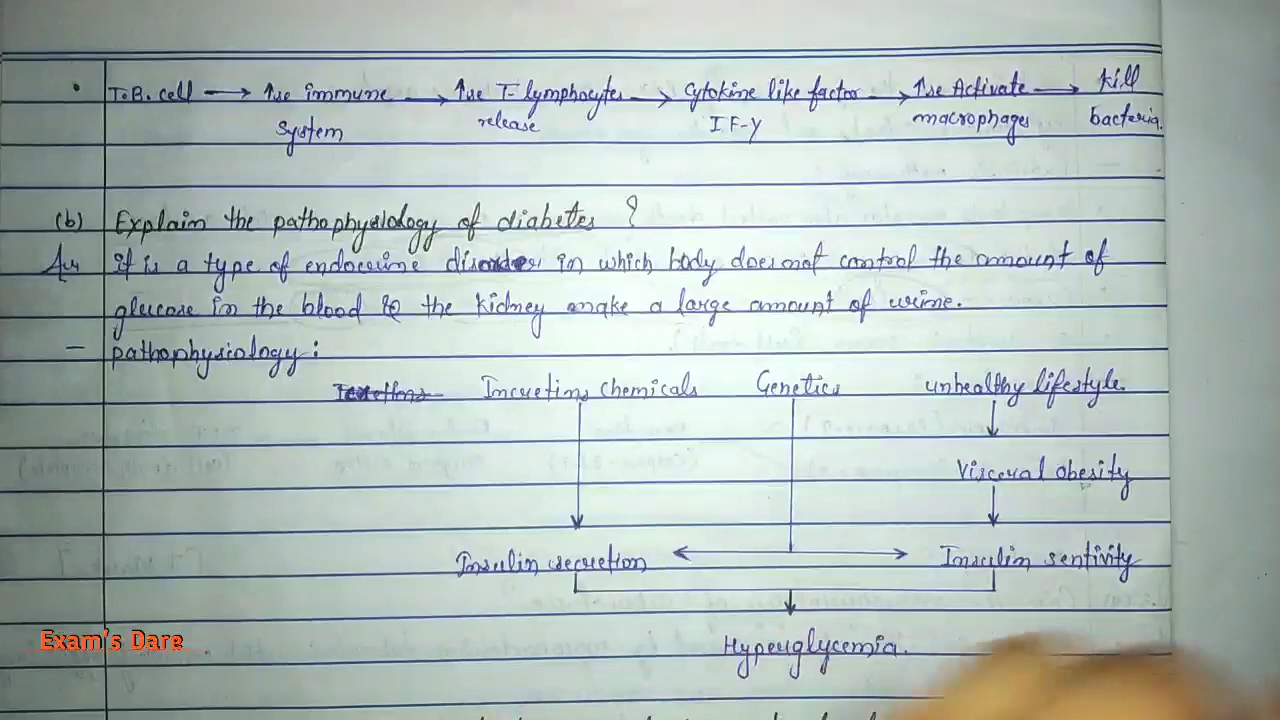 • T.B. cell → ↑se immune → ↑se T-lymphocytes → Cytokine like factor → ↑se Activate → kill
system release IF-γ macrophages bacteria.
(b) Explain the pathophysiology of diabetes ?
Ans It is a type of endocrine disorder in which body does not control the amount of
glucose in the blood & the kidney make a large amount of urine.
– pathophysiology :
Incretins chemicals Genetics unhealthy lifestyle.
Visceral obesity
Insulin secretion Insulin sentivity
Exam's Dare
Hyperglycemia.